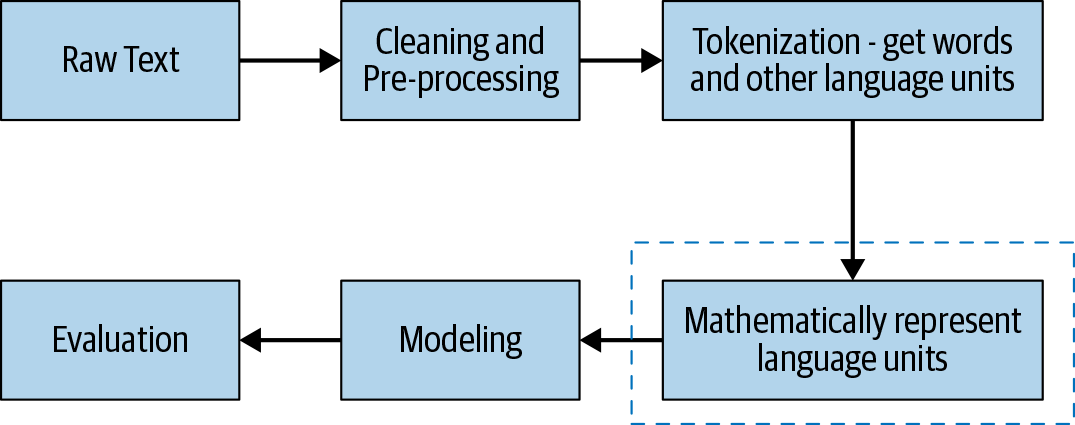 Raw Text
Cleaning and
Pre-processing
Tokenization - get words
and other language units
Mathematically represent
language units
Modeling
Evaluation